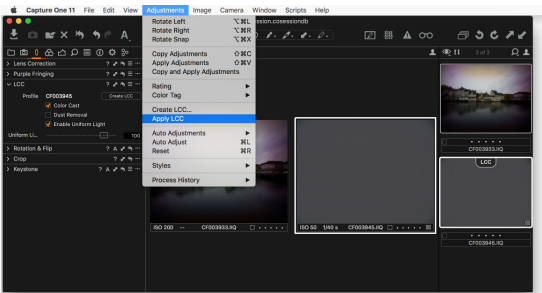 Capture One 11 File Edit View Adjustments Image Camera Window Scripts Help
ession.cosessiondb
Rotate Left ⌥⌘L
Rotate Right ⌥⌘R
Rotate Snap ⌥⌘X
Copy Adjustments ⇧⌘C
Apply Adjustments ⇧⌘V
Copy and Apply Adjustments
Rating
Color Tag
Create LCC...
Apply LCC
Auto Adjustments
Auto Adjust ⌘L
Reset ⌘R
Styles
Process History
Lens Correction
Purple Fringing
LCC
Profile CF003945 Create LCC
Color Cast
Dust Removal
Enable Uniform Light
Uniform Li... 100
Rotation & Flip
Crop
Keystone
11 2 of 2
ISO 200 -- CF003933.IIQ
ISO 50 1/40 s CF003945.IIQ
CF003933.IIQ
LCC
CF003945.IIQ